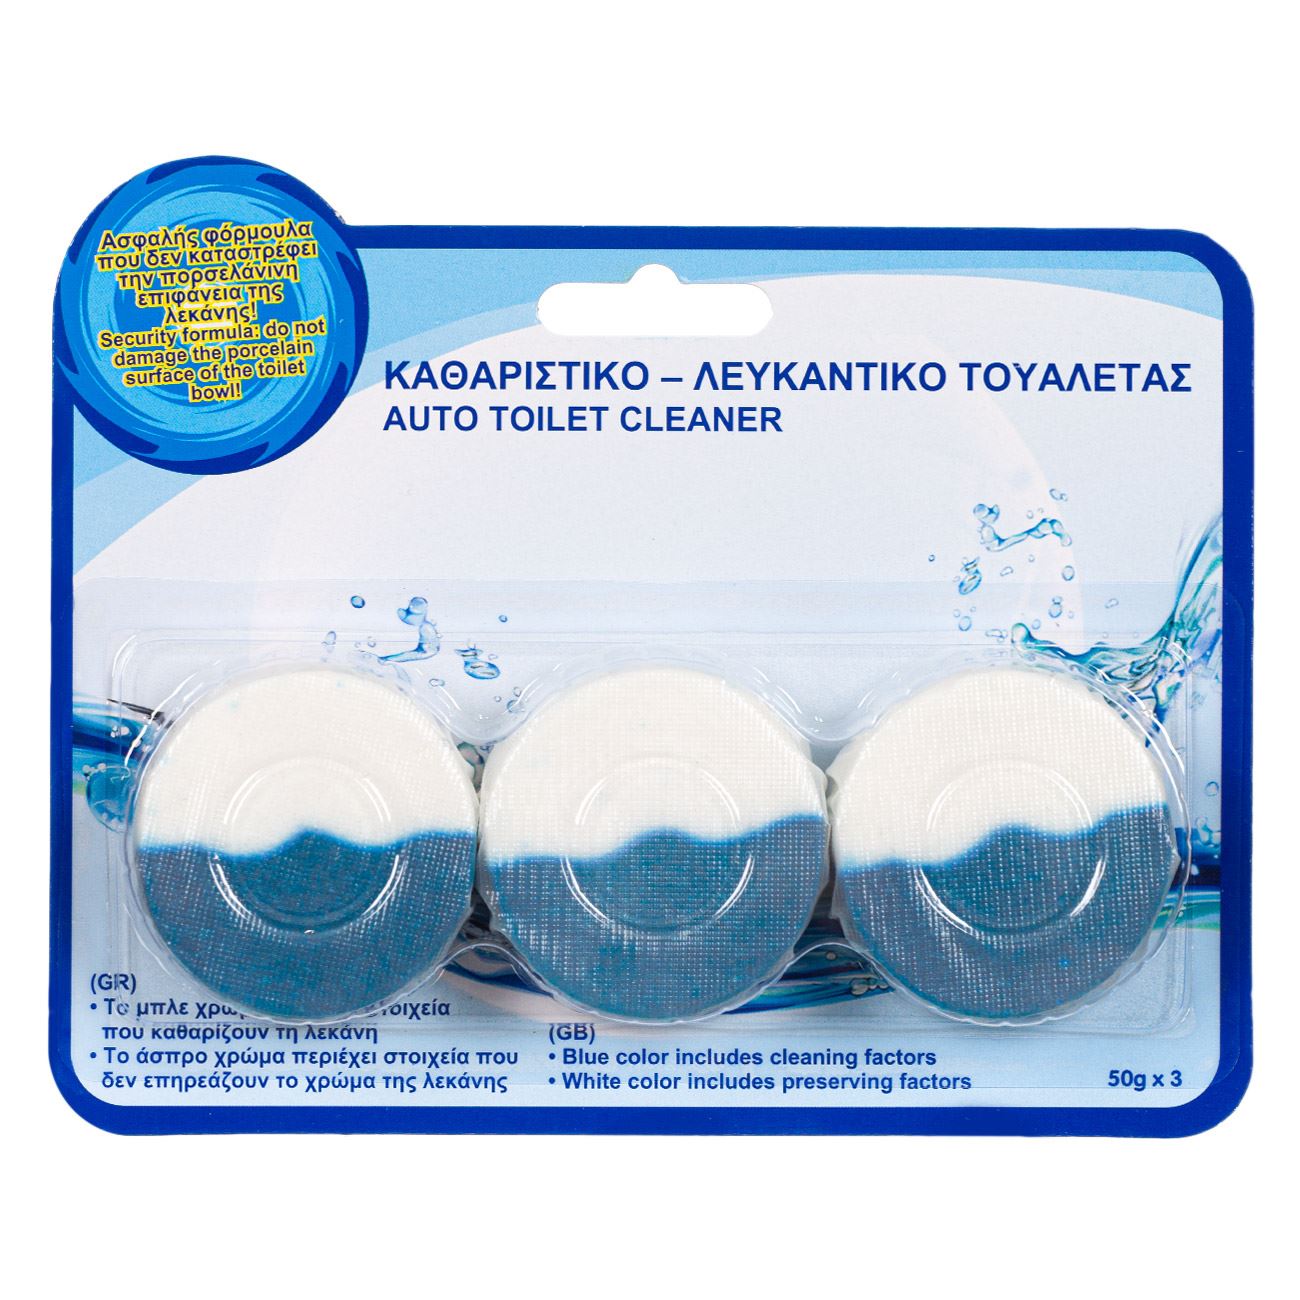 Ασφαλής φόρμουλα
που δεν καταστρέφει
την πορσελάνινη
επιφάνεια της
λεκάνης!
Security formula: do not
damage the porcelain
surface of the toilet
bowl!
ΚΑΘΑΡΙΣΤΙΚΟ – ΛΕΥΚΑΝΤΙΚΟ ΤΟΥΑΛΕΤΑΣ
AUTO TOILET CLEANER
(GR)
• Το μπλε
που καθαρίζουν τη λεκάνη
• Το άσπρο χρώμα περιέχει στοιχεία που
δεν επηρεάζουν το χρώμα της λεκάνης
(GB)
• Blue color includes cleaning factors
• White color includes preserving factors
50g x 3